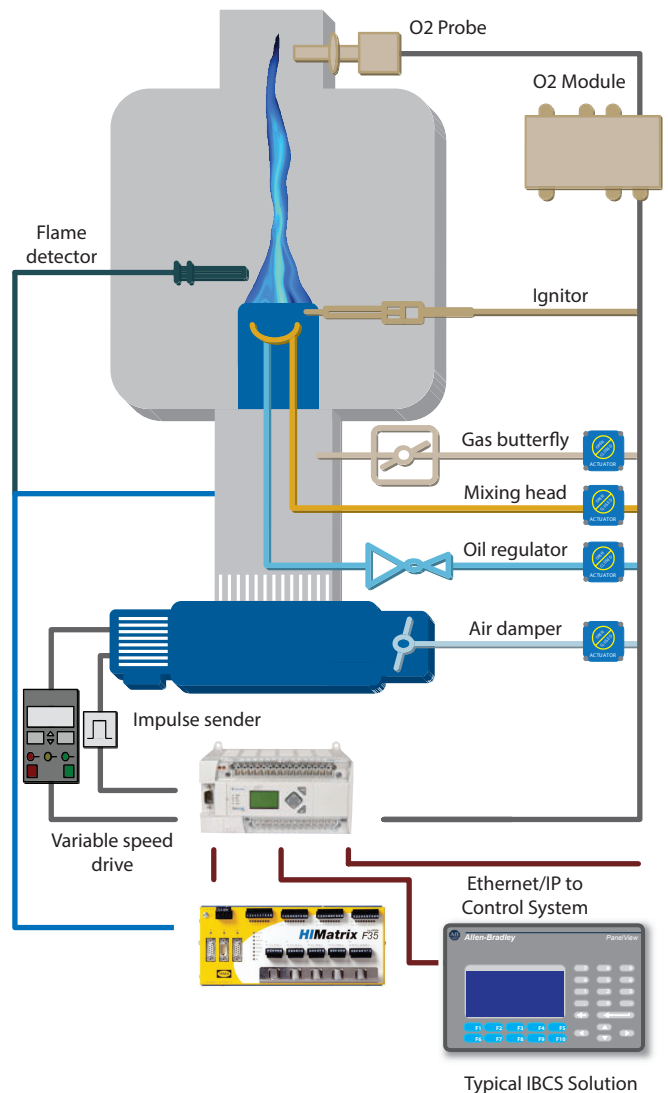 O2 Probe
O2 Module
Flame
detector
Ignitor
Gas butterfly
ACTUATOR
Mixing head
ACTUATOR
Oil regulator
ACTUATOR
Air damper
ACTUATOR
Impulse sender
Variable speed
drive
HIMatrix F35
Ethernet/IP to
Control System
Allen-Bradley
PanelView
F1 F2 F3 F4 F5
F6 F7 F8 F9 F10
Typical IBCS Solution